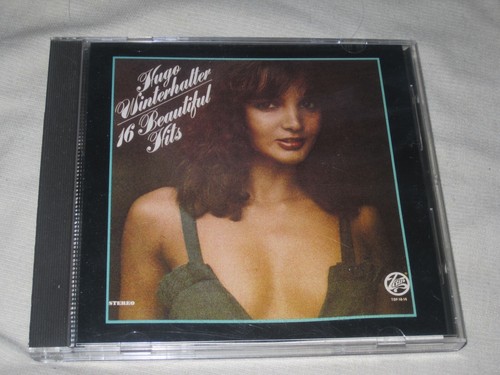 Hugo
Winterhalter
16 Beautiful
Hits
STEREO